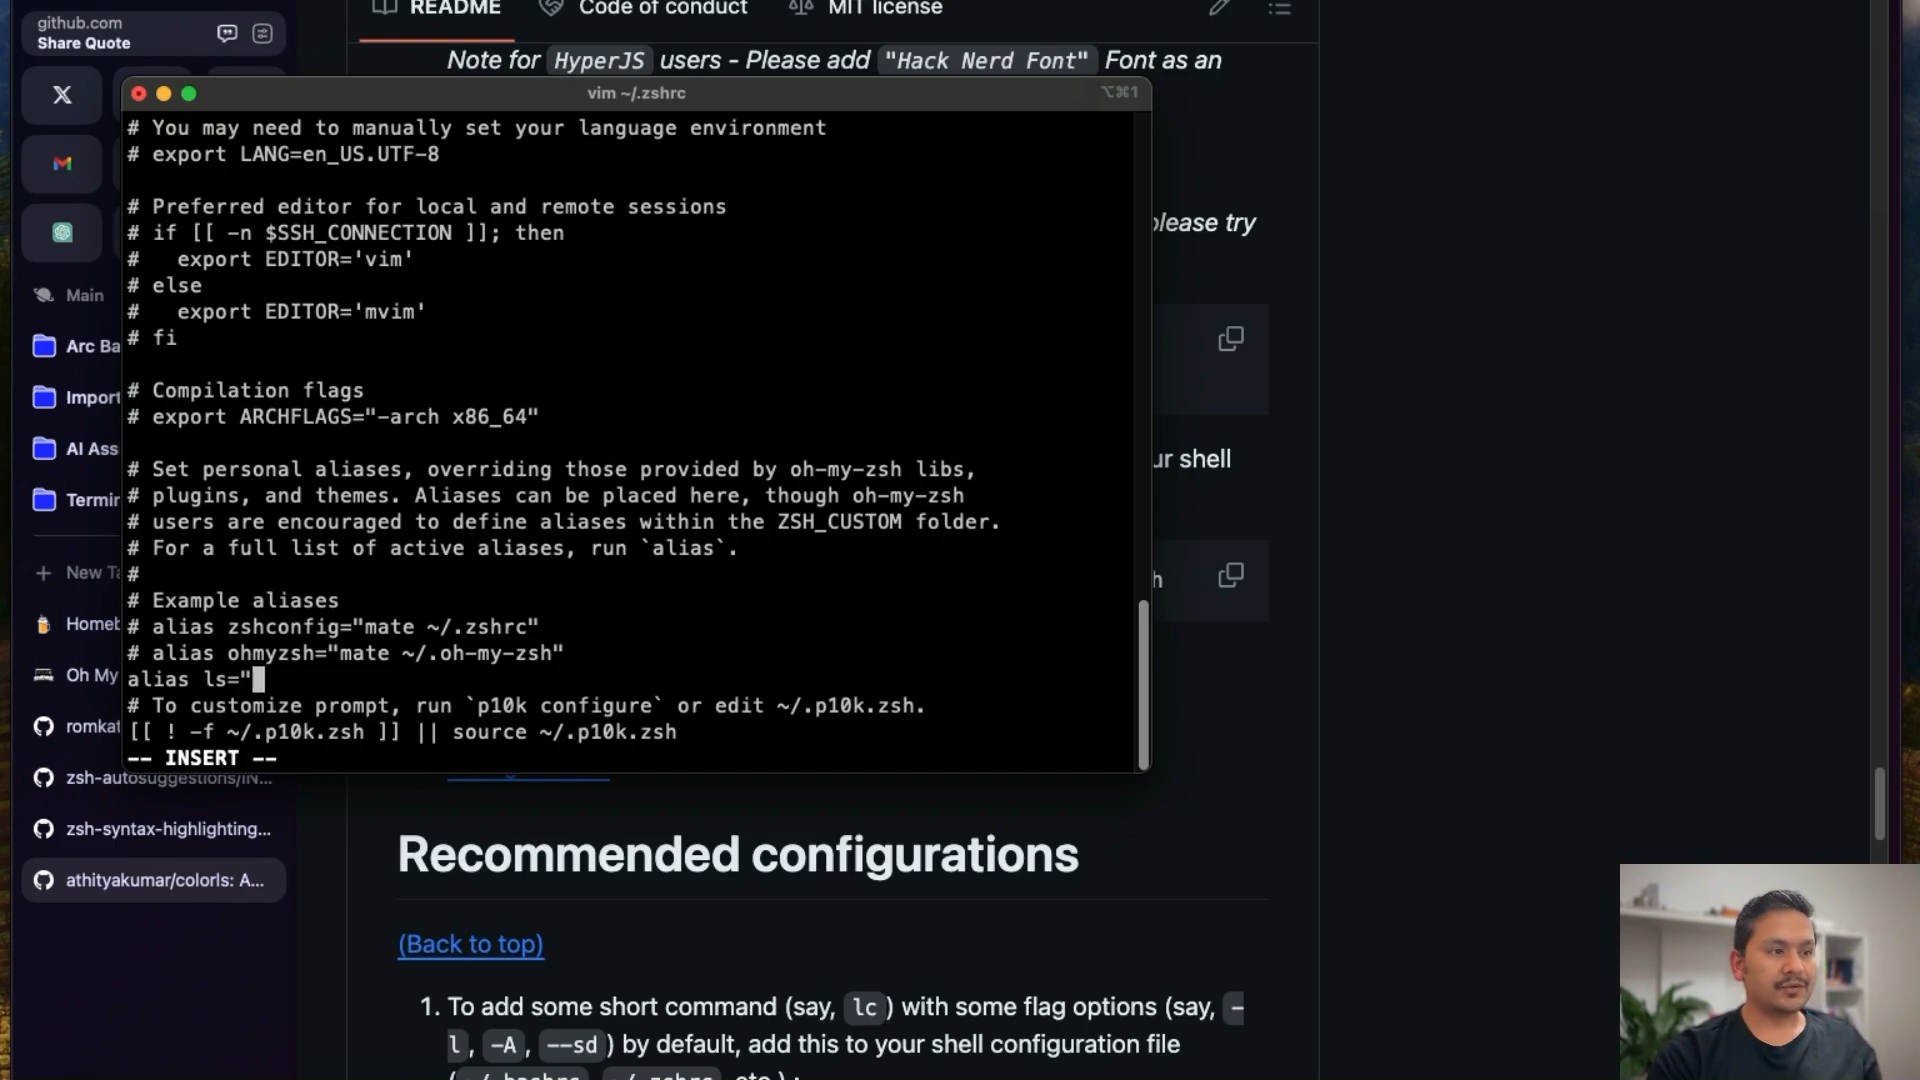 github.com
Share Quote
README
Code of conduct
MIT license
Note for HyperJS users - Please add "Hack Nerd Font" Font as an
vim ~/.zshrc
⌥⌘1
# You may need to manually set your language environment
# export LANG=en_US.UTF-8
# Preferred editor for local and remote sessions
# if [[ -n $SSH_CONNECTION ]]; then
#   export EDITOR='vim'
# else
#   export EDITOR='mvim'
# fi
# Compilation flags
# export ARCHFLAGS="-arch x86_64"
# Set personal aliases, overriding those provided by oh-my-zsh libs,
# plugins, and themes. Aliases can be placed here, though oh-my-zsh
# users are encouraged to define aliases within the ZSH_CUSTOM folder.
# For a full list of active aliases, run `alias`.
#
# Example aliases
# alias zshconfig="mate ~/.zshrc"
# alias ohmyzsh="mate ~/.oh-my-zsh"
alias ls="
# To customize prompt, run `p10k configure` or edit ~/.p10k.zsh.
[[ ! -f ~/.p10k.zsh ]] || source ~/.p10k.zsh
-- INSERT --
please try
ur shell
h
Main
Arc Ba
Import
AI Ass
Termin
New Ta
Homeb
Oh My
romkat
zsh-autosuggestions/IN...
zsh-syntax-highlighting...
athityakumar/colorls: A...
Recommended configurations
(Back to top)
1. To add some short command (say, lc ) with some flag options (say, -
l , -A , --sd ) by default, add this to your shell configuration file